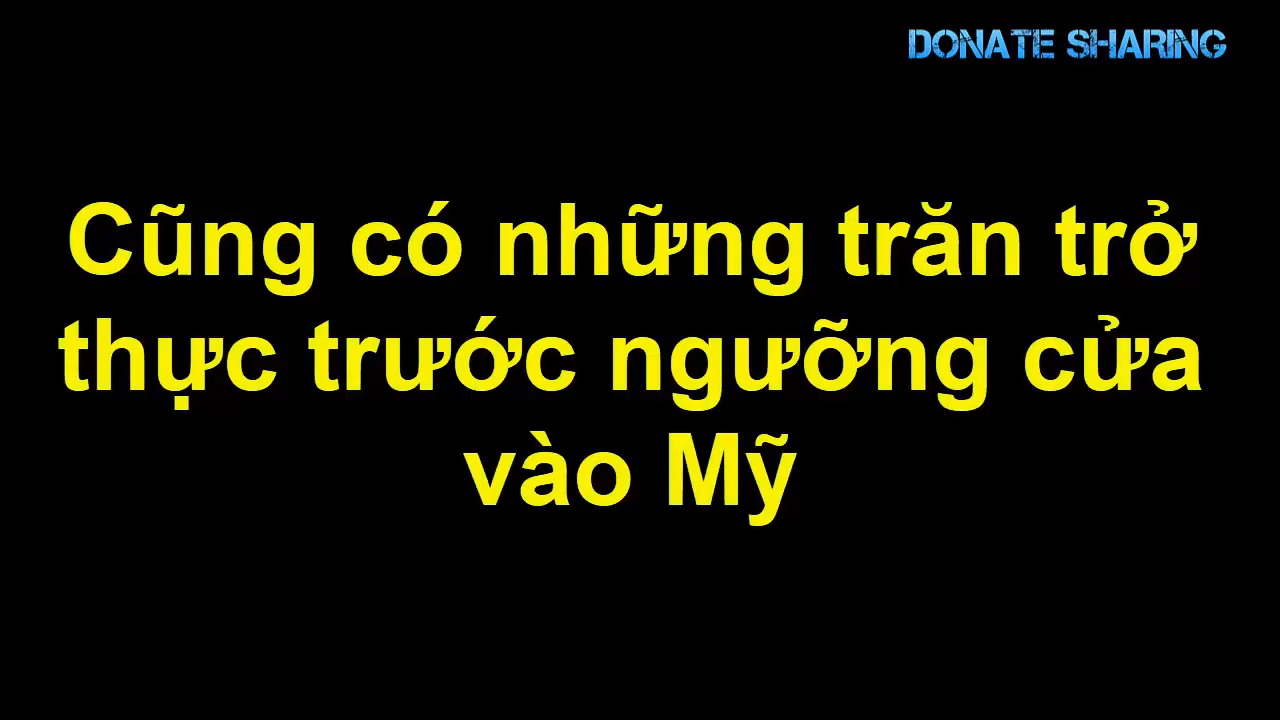 DONATE SHARING
Cũng có những trăn trở
thực trước ngưỡng cửa
vào Mỹ